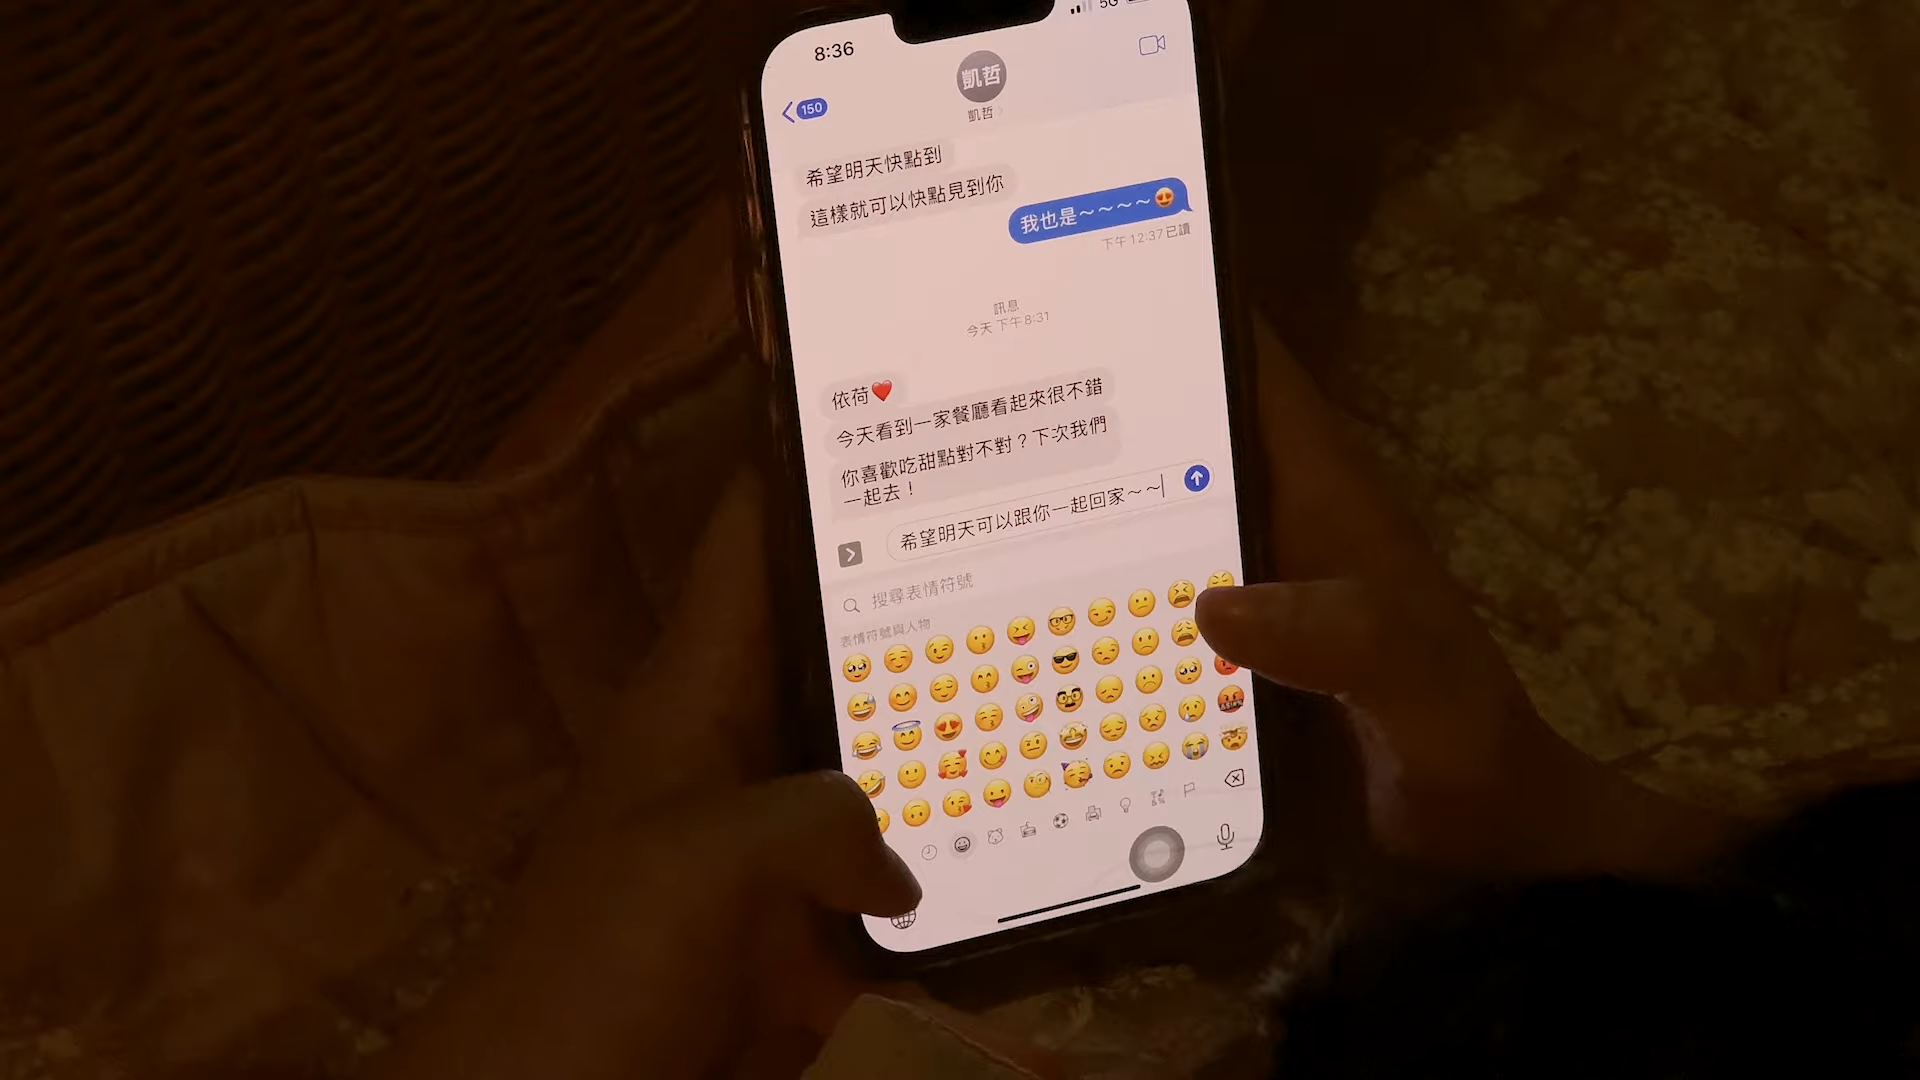 8:36
5G
150
凱哲
凱哲
希望明天快點到
這樣就可以快點見到你
我也是～～～～😍
下午12:37已讀
訊息
今天 下午8:31
依荷❤️
今天看到一家餐廳看起來很不錯
你喜歡吃甜點對不對？下次我們
一起去！
希望明天可以跟你一起回家～～
搜尋表情符號
表情符號與人物